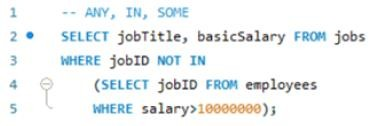 1 -- ANY, IN, SOME
2 SELECT jobTitle, basicSalary FROM jobs
3 WHERE jobID NOT IN
4 (SELECT jobID FROM employees
5 WHERE salary>10000000);